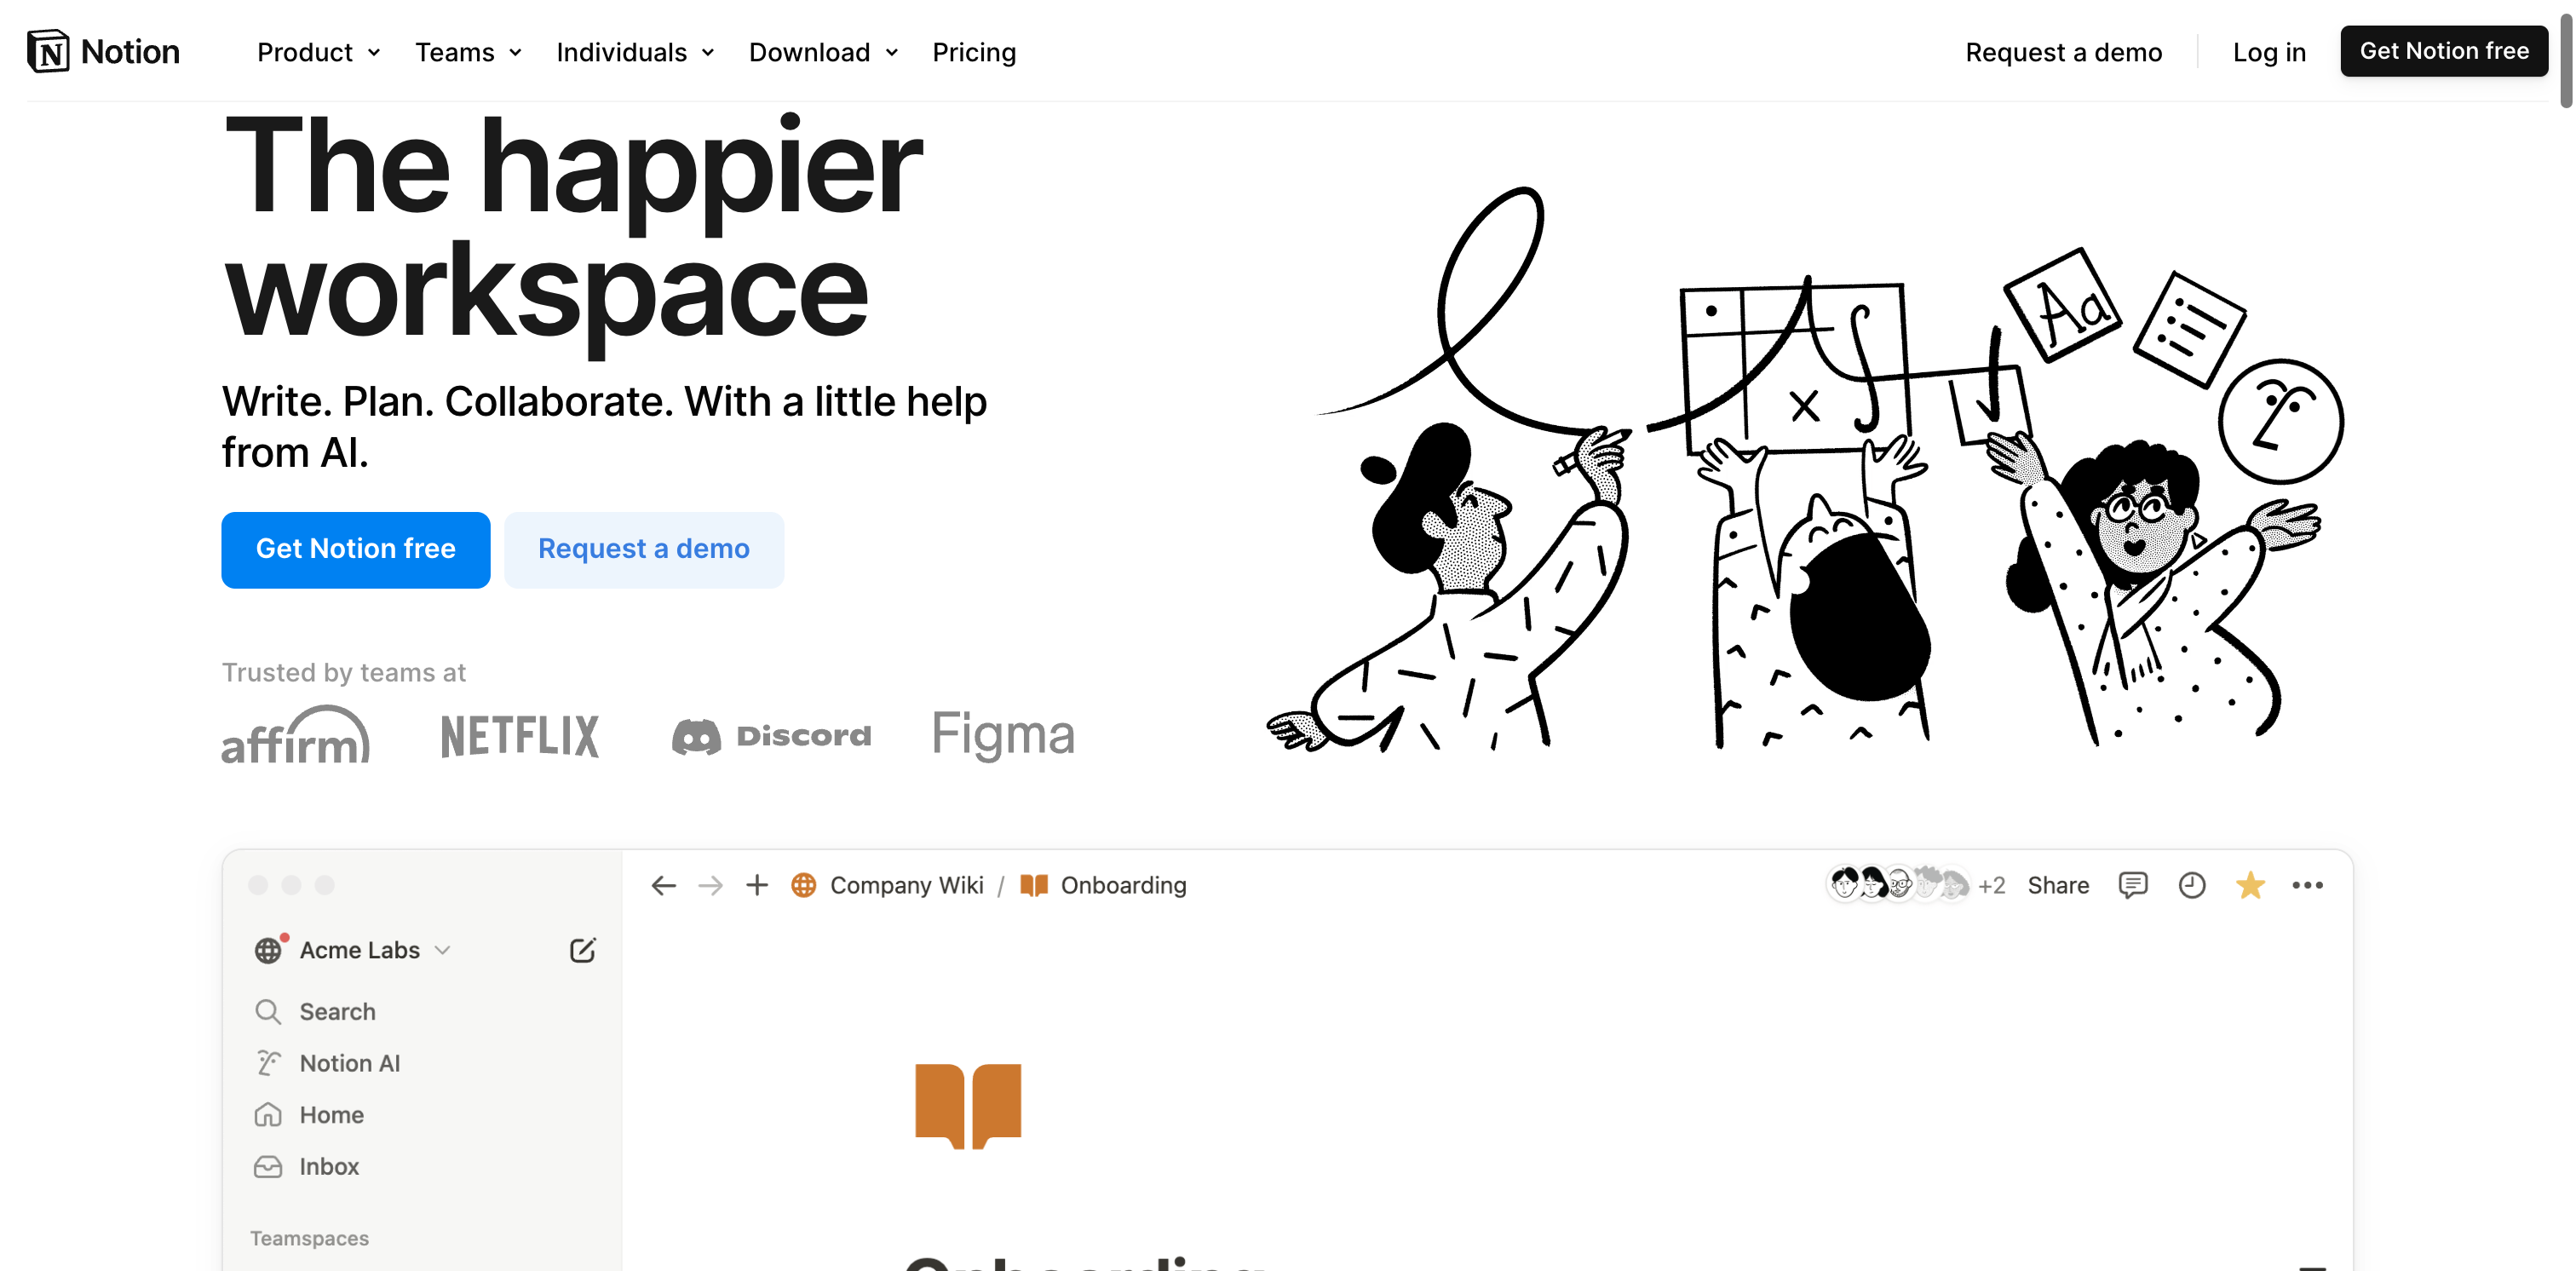 Notion
Product
Teams
Individuals
Download
Pricing
Request a demo
Log in
Get Notion free
The happier
workspace
Write. Plan. Collaborate. With a little help
from AI.
Get Notion free
Request a demo
Trusted by teams at
affirm
NETFLIX
Discord
Figma
Aa
x
Company Wiki / Onboarding
+2
Share
Acme Labs
Search
Notion AI
Home
Inbox
Teamspaces
Onboarding